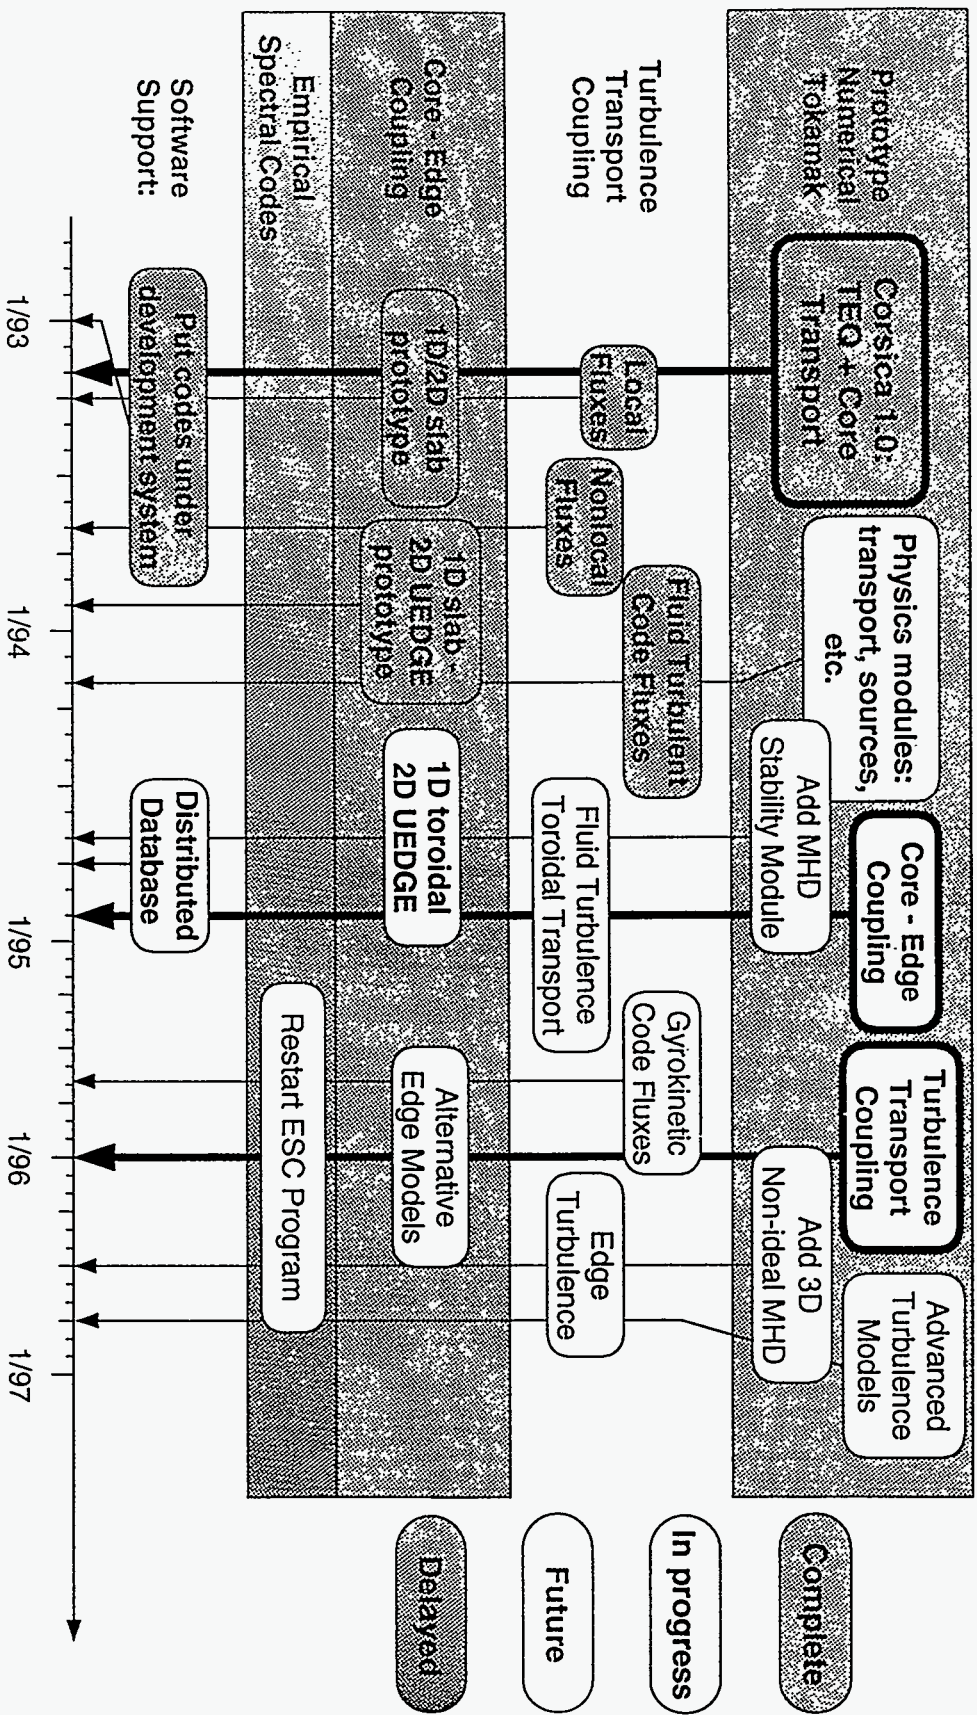 Prototype
Numerical
Tokamak
Corsica 1.0:
TEQ + Core
Transport
Physics modules:
transport, sources,
etc.
Add MHD
Stability Module
Core - Edge
Coupling
Turbulence
Transport
Coupling
Add 3D
Non-ideal MHD
Advanced
Turbulence
Models
Turbulence
Transport
Coupling
Local
Fluxes
Nonlocal
Fluxes
Fluid Turbulent
Code Fluxes
Fluid Turbulence
Toroidal Transport
Gyrokinetic
Code Fluxes
Edge
Turbulence
Core - Edge
Coupling
1D/2D slab
prototype
1D slab -
2D UEDGE
prototype
1D toroidal
2D UEDGE
Alternative
Edge Models
Empirical
Spectral Codes
Restart ESC Program
Software
Support:
Put codes under
development system
Distributed
Database
1/93
1/94
1/95
1/96
1/97
Complete
In progress
Future
Delayed